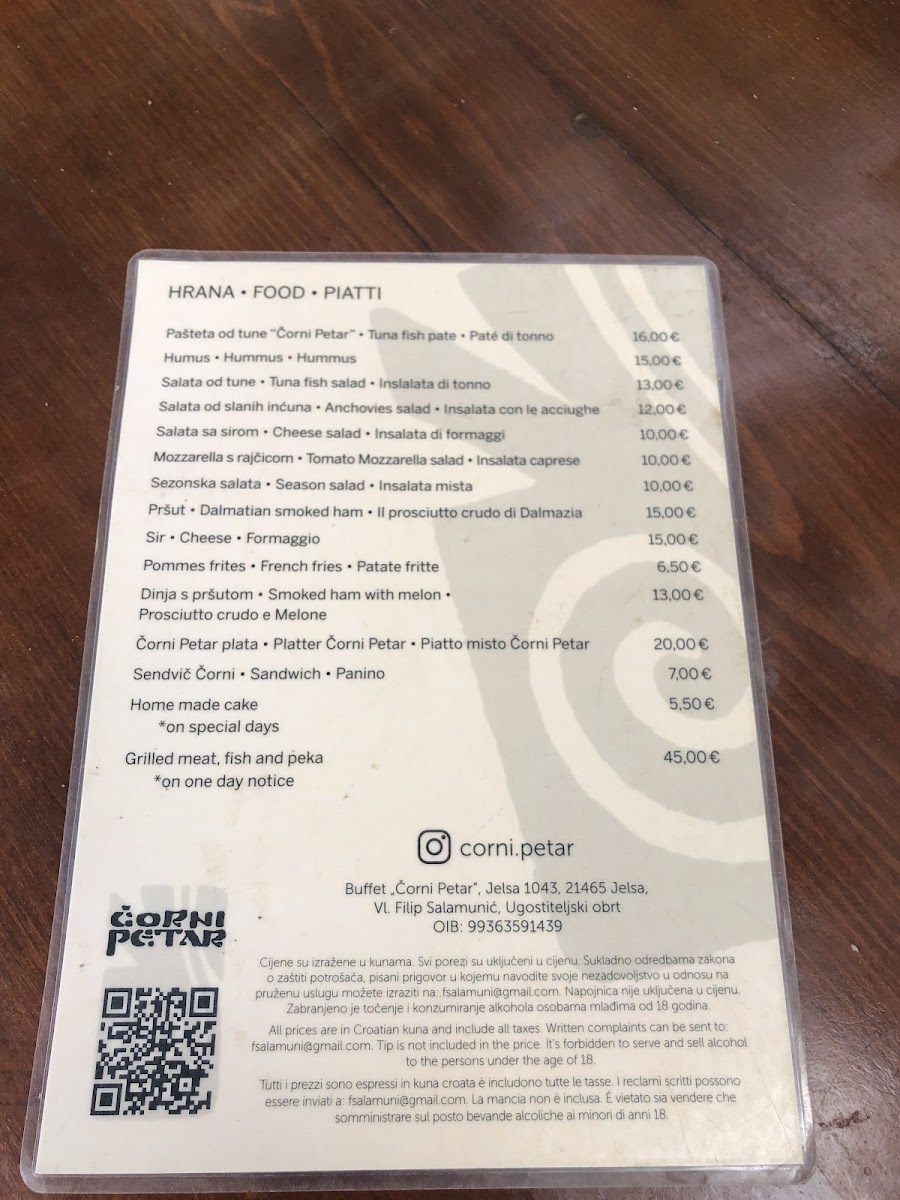 HRANA • FOOD • PIATTI
Pašteta od tune "Čorni Petar" • Tuna fish pate • Paté di tonno 16,00 €
Humus • Hummus • Hummus 15,00 €
Salata od tune • Tuna fish salad • Inslalata di tonno 13,00 €
Salata od slanih inćuna • Anchovies salad • Insalata con le acciughe 12,00 €
Salata sa sirom • Cheese salad • Insalata di formaggi 10,00 €
Mozzarella s rajčicom • Tomato Mozzarella salad • Insalata caprese 10,00 €
Sezonska salata • Season salad • Insalata mista 10,00 €
Pršut • Dalmatian smoked ham • Il prosciutto crudo di Dalmazia 15,00 €
Sir • Cheese • Formaggio 15,00 €
Pommes frites • French fries • Patate fritte 6,50 €
Dinja s pršutom • Smoked ham with melon • 13,00 €
Prosciutto crudo e Melone
Čorni Petar plata • Platter Čorni Petar • Piatto misto Čorni Petar 20,00 €
Sendvič Čorni • Sandwich • Panino 7,00 €
Home made cake 5,50 €
*on special days
Grilled meat, fish and peka 45,00 €
*on one day notice
corni.petar
Buffet „Čorni Petar“, Jelsa 1043, 21465 Jelsa,
Vl. Filip Salamunić, Ugostiteljski obrt
OIB: 99363591439
ČORNI
PETAR
Cijene su izražene u kunama. Svi porezi su uključeni u cijenu. Sukladno odredbama zakona
o zaštiti potrošača, pisani prigovor u kojemu navodite svoje nezadovoljstvo u odnosu na
pruženu uslugu možete izraziti na: fsalamuni@gmail.com. Napojnica nije uključena u cijenu.
Zabranjeno je točenje i konzumiranje alkohola osobama mlađima od 18 godina.
All prices are in Croatian kuna and include all taxes. Written complaints can be sent to:
fsalamuni@gmail.com. Tip is not included in the price. It's forbidden to serve and sell alcohol
to the persons under the age of 18.
Tutti i prezzi sono espressi in kuna croata è includono tutte le tasse. I reclami scritti possono
essere inviati a: fsalamuni@gmail.com. La mancia non è inclusa. È vietato sia vendere che
somministrare sul posto bevande alcoliche ai minori di anni 18.